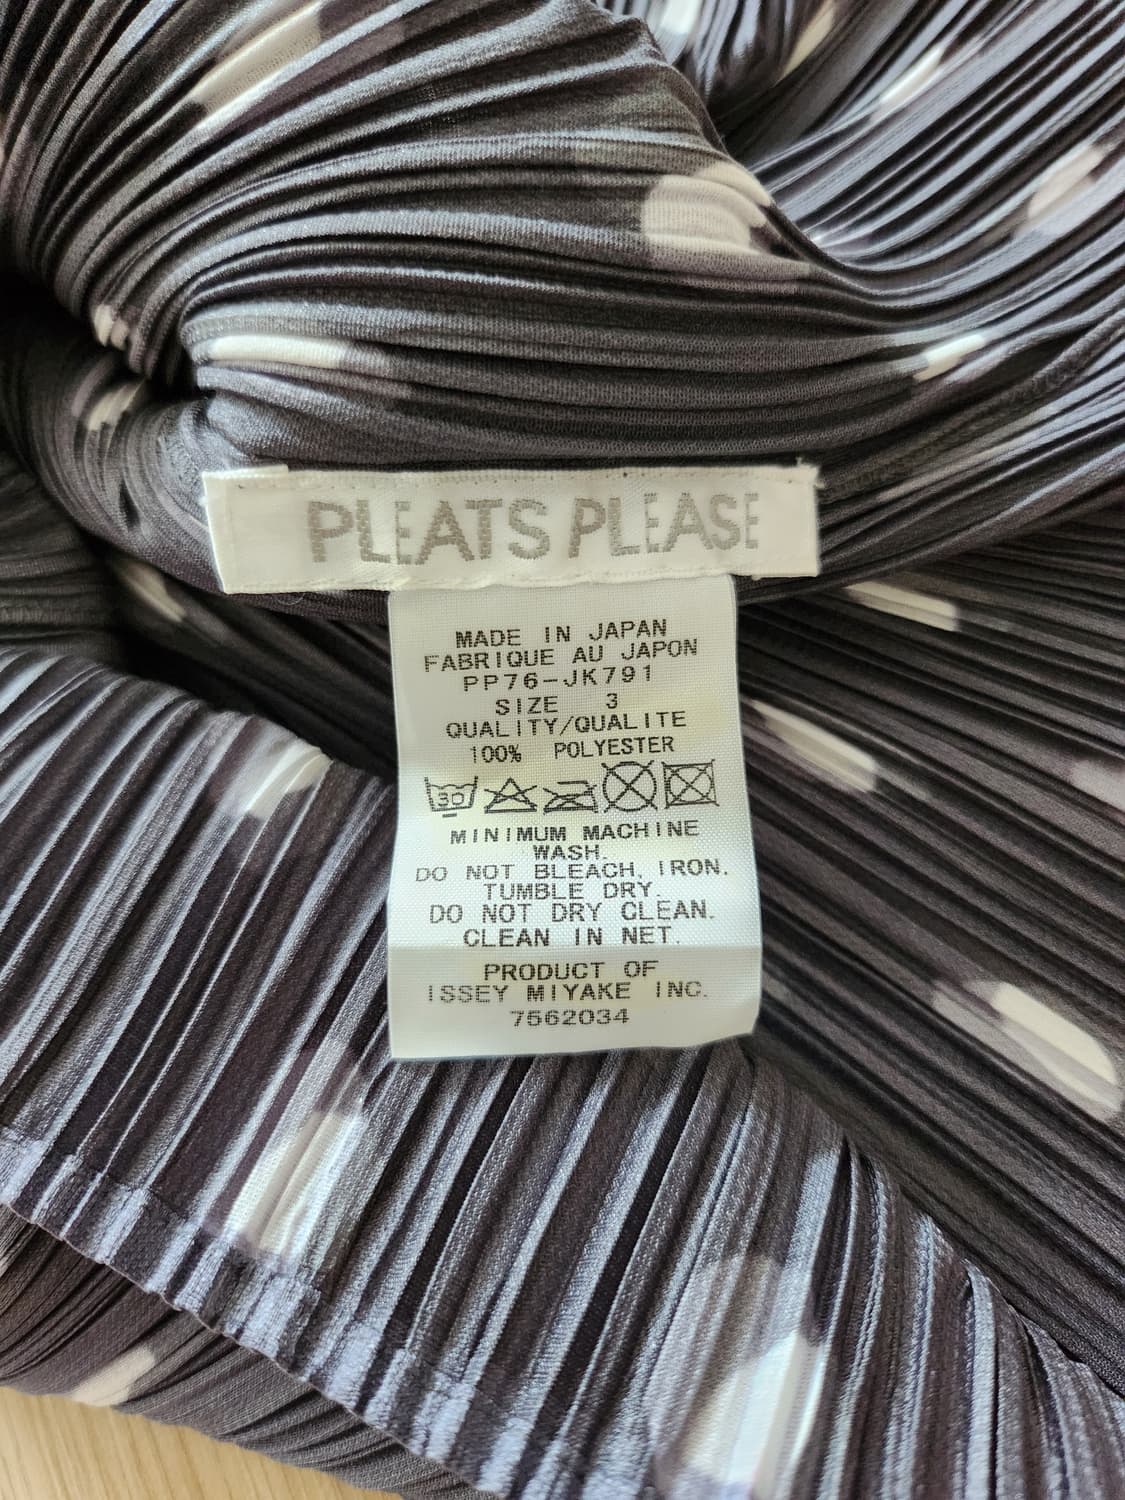 PLEATS PLEASE
MADE IN JAPAN
FABRIQUE AU JAPON
PP76-JK791
SIZE 3
QUALITY/QUALITE
100% POLYESTER
30
MINIMUM MACHINE
WASH.
DO NOT BLEACH, IRON.
TUMBLE DRY.
DO NOT DRY CLEAN.
CLEAN IN NET.
PRODUCT OF
ISSEY MIYAKE INC.
7562034